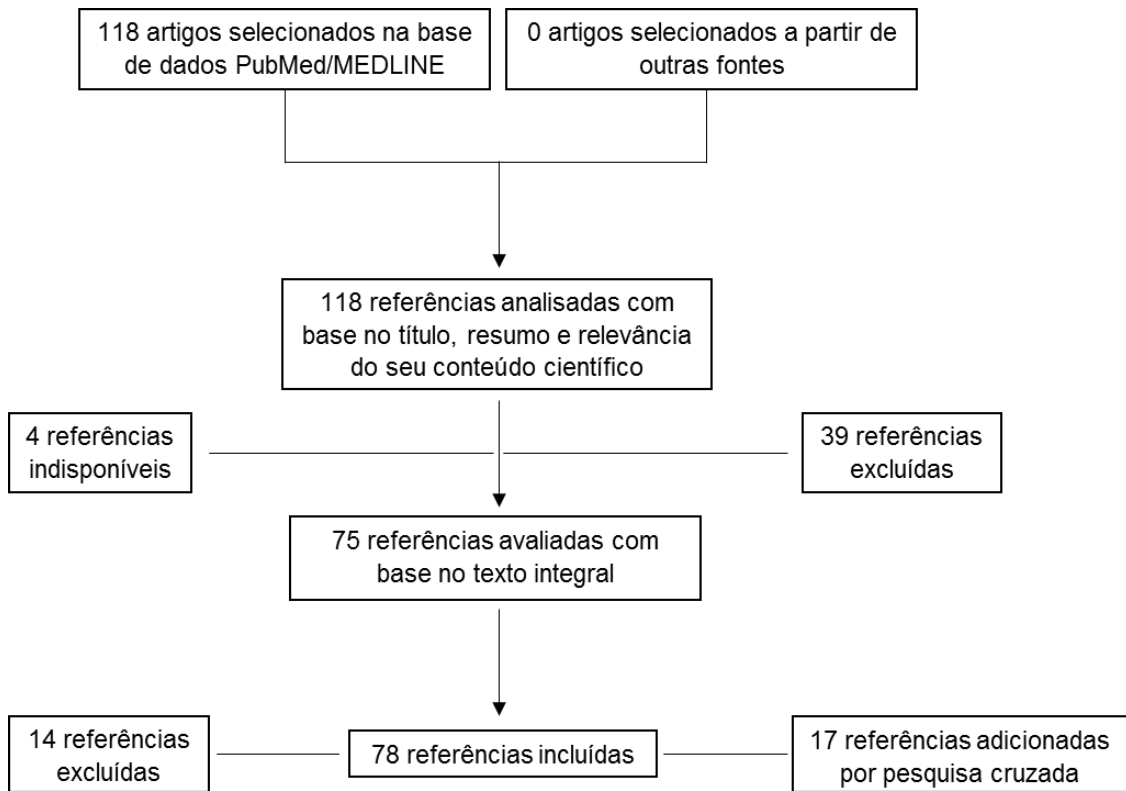 118 artigos selecionados na base
de dados PubMed/MEDLINE
0 artigos selecionados a partir de
outras fontes
118 referências analisadas com
base no título, resumo e relevância
do seu conteúdo científico
4 referências
indisponíveis
39 referências
excluídas
75 referências avaliadas com
base no texto integral
14 referências
excluídas
78 referências incluídas
17 referências adicionadas
por pesquisa cruzada